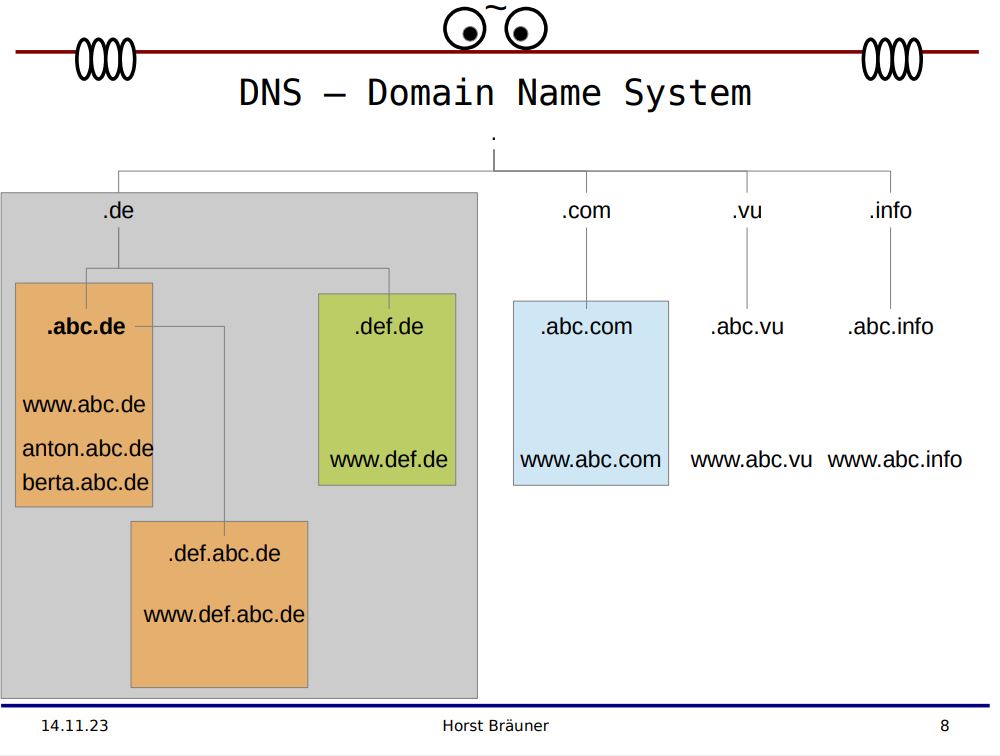 ~
DNS – Domain Name System
.
.de .com .vu .info
.abc.de .def.de .abc.com .abc.vu .abc.info
www.abc.de
anton.abc.de
www.def.de www.abc.com www.abc.vu www.abc.info
berta.abc.de
.def.abc.de
www.def.abc.de
14.11.23 Horst Bräuner 8